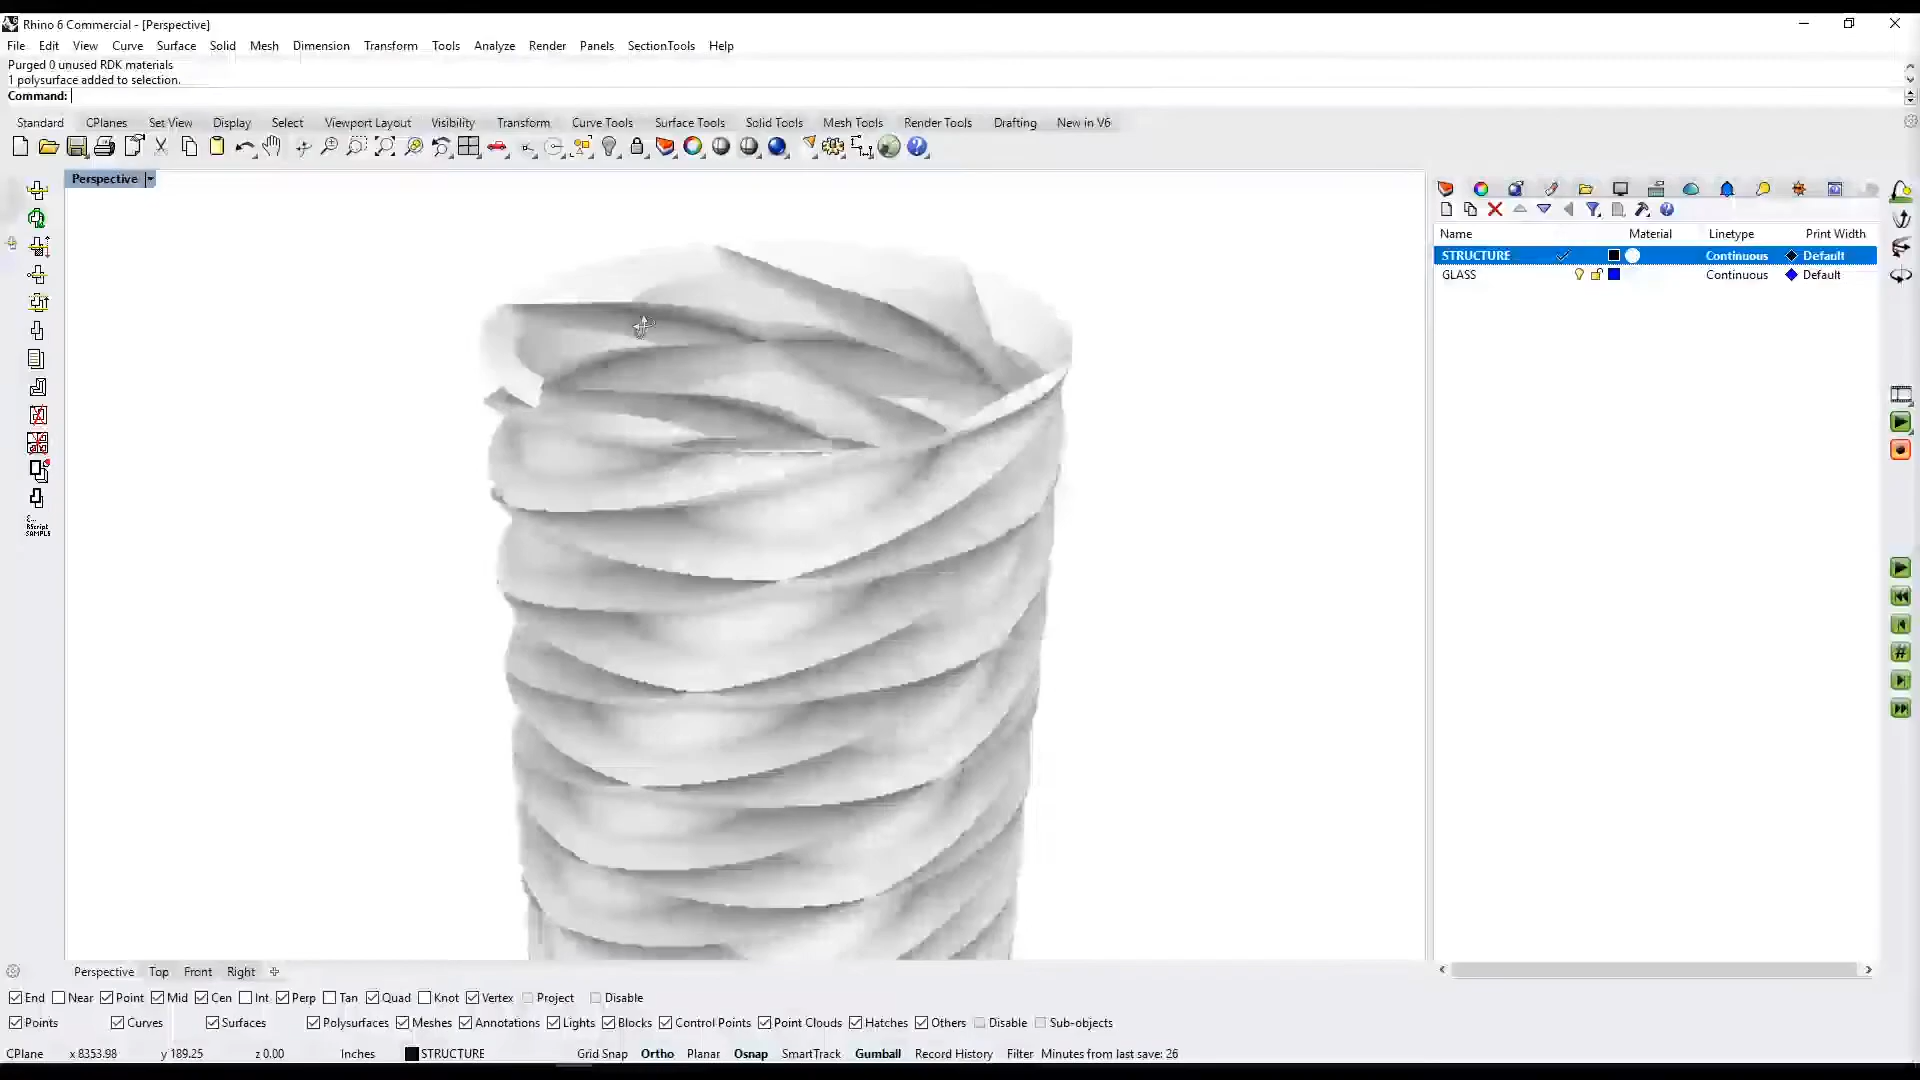 Rhino 6 Commercial - [Perspective]
File Edit View Curve Surface Solid Mesh Dimension Transform Tools Analyze Render Panels SectionTools Help
Purged 0 unused RDK materials
1 polysurface added to selection.
Command:
Standard CPlanes Set View Display Select Viewport Layout Visibility Transform Curve Tools Surface Tools Solid Tools Mesh Tools Render Tools Drafting New in V6
Perspective
Name Material Linetype Print Width
STRUCTURE Continuous Default
GLASS Continuous Default
RScript
SAMPLE
Perspective Top Front Right
End Near Point Mid Cen Int Perp Tan Quad Knot Vertex Project Disable
Points Curves Surfaces Polysurfaces Meshes Annotations Lights Blocks Control Points Point Clouds Hatches Others Disable Sub-objects
CPlane x 8353.98 y 189.25 z 0.00 Inches STRUCTURE Grid Snap Ortho Planar Osnap SmartTrack Gumball Record History Filter Minutes from last save: 26